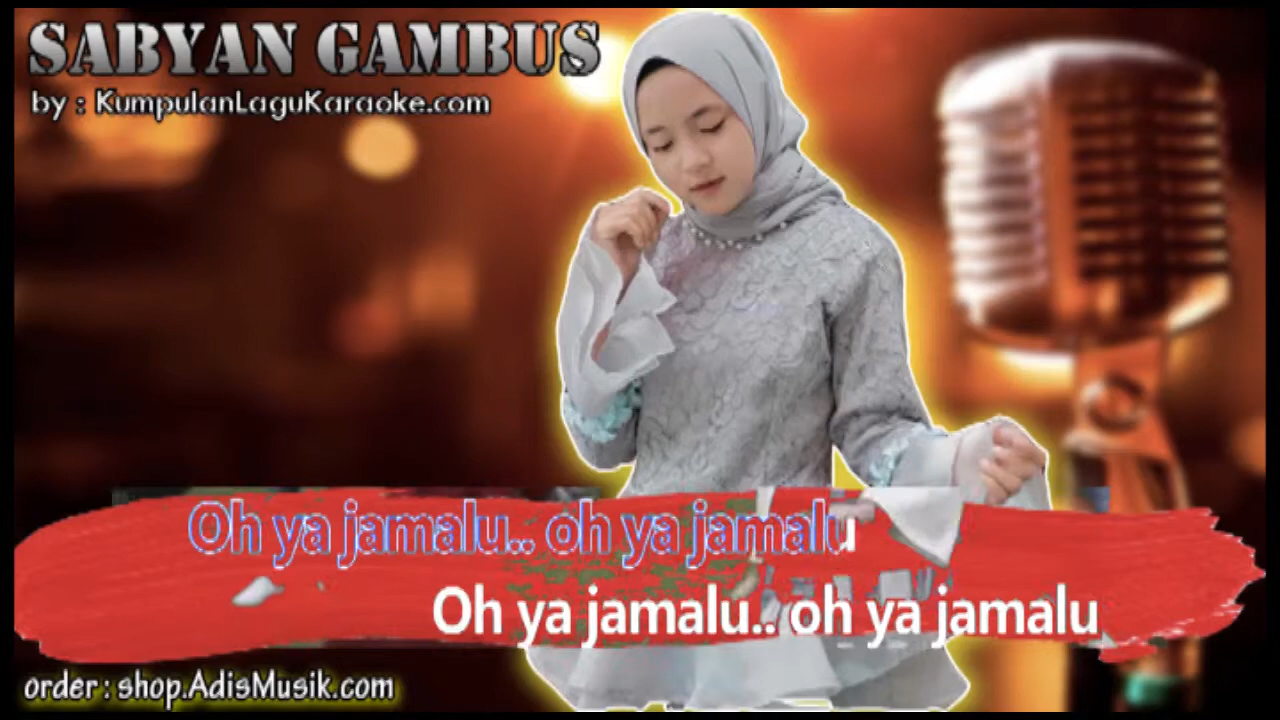 SABYAN GAMBUS
by : KumpulanLaguKaraoke.com
Oh ya jamalu.. oh ya jamalu
Oh ya jamalu.. oh ya jamalu
order : shop.AdisMusik.com